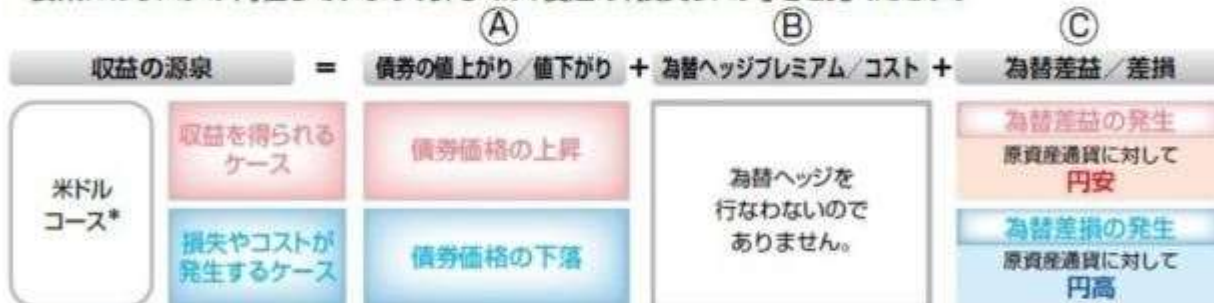 Ⓐ Ⓑ Ⓒ
収益の源泉 = 債券の値上がり／値下がり + 為替ヘッジプレミアム／コスト + 為替差益／差損
米ドル
コース*
収益を得られる
ケース
債券価格の上昇
為替ヘッジを
行なわないので
ありません。
為替差益の発生
原資産通貨に対して
円安
損失やコストが
発生するケース
債券価格の下落
為替差損の発生
原資産通貨に対して
円高